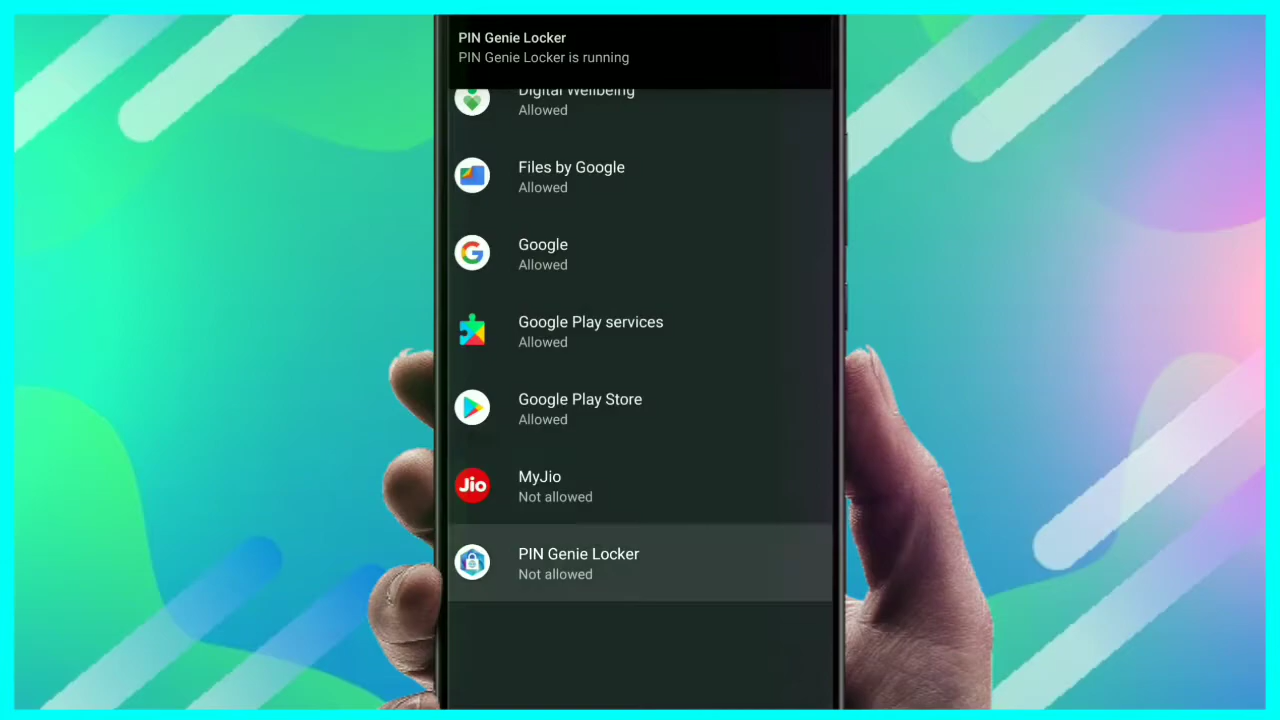 PIN Genie Locker
PIN Genie Locker is running
Digital Wellbeing
Allowed
Files by Google
Allowed
Google
Allowed
Google Play services
Allowed
Google Play Store
Allowed
Jio
MyJio
Not allowed
PIN Genie Locker
Not allowed